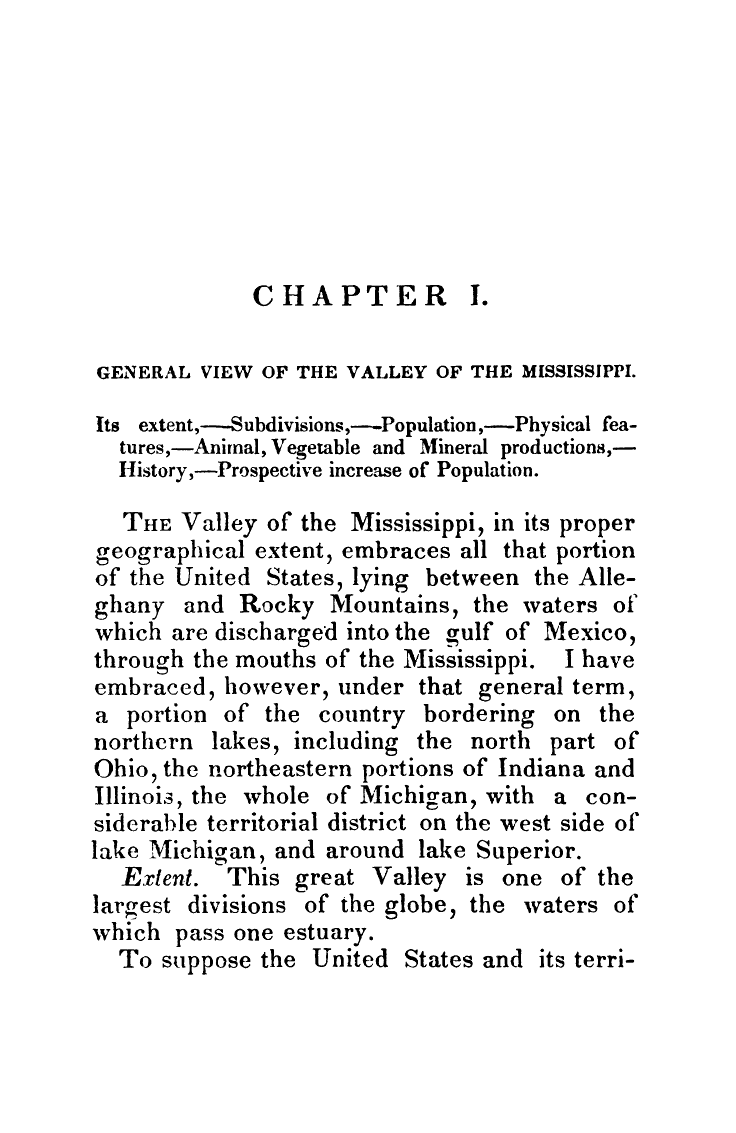 CHAPTER I.
GENERAL VIEW OF THE VALLEY OF THE MISSISSIPPI.
Its extent,—Subdivisions,—Population,—Physical fea-
tures,—Animal, Vegetable and Mineral productions,—
History,—Prospective increase of Population.
THE Valley of the Mississippi, in its proper
geographical extent, embraces all that portion
of the United States, lying between the Alle-
ghany and Rocky Mountains, the waters of
which are discharged into the gulf of Mexico,
through the mouths of the Mississippi. I have
embraced, however, under that general term,
a portion of the country bordering on the
northern lakes, including the north part of
Ohio, the northeastern portions of Indiana and
Illinois, the whole of Michigan, with a con-
siderable territorial district on the west side of
lake Michigan, and around lake Superior.
Extent. This great Valley is one of the
largest divisions of the globe, the waters of
which pass one estuary.
To suppose the United States and its terri-